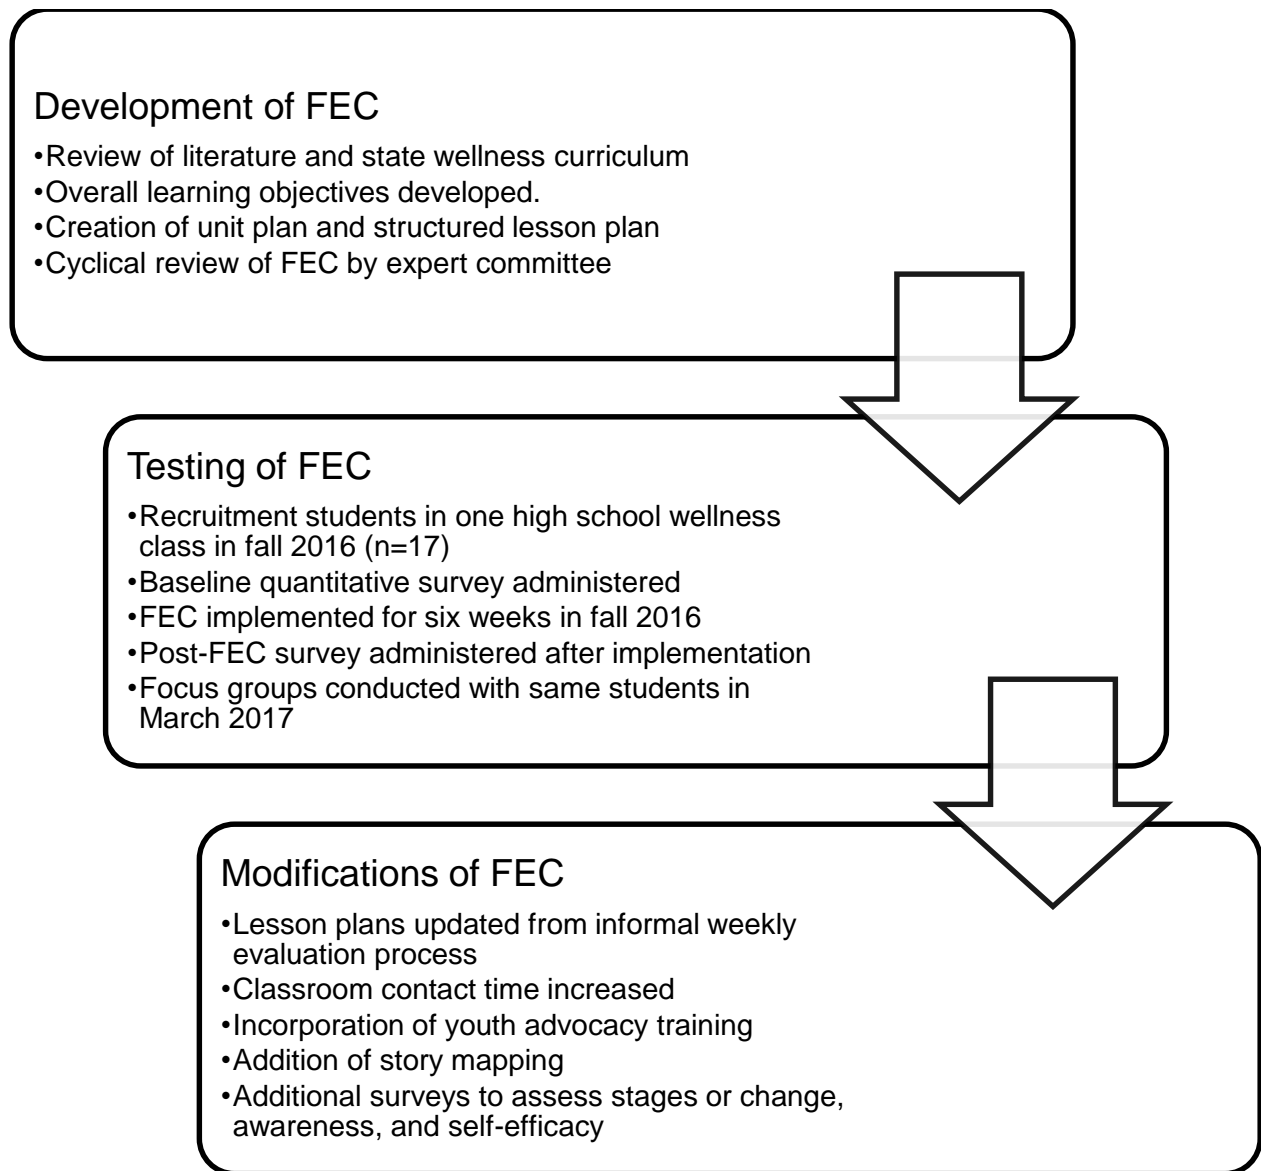 Development of FEC
•Review of literature and state wellness curriculum
•Overall learning objectives developed.
•Creation of unit plan and structured lesson plan
•Cyclical review of FEC by expert committee
Testing of FEC
•Recruitment students in one high school wellness
class in fall 2016 (n=17)
•Baseline quantitative survey administered
•FEC implemented for six weeks in fall 2016
•Post-FEC survey administered after implementation
•Focus groups conducted with same students in
March 2017
Modifications of FEC
•Lesson plans updated from informal weekly
evaluation process
•Classroom contact time increased
•Incorporation of youth advocacy training
•Addition of story mapping
•Additional surveys to assess stages or change,
awareness, and self-efficacy